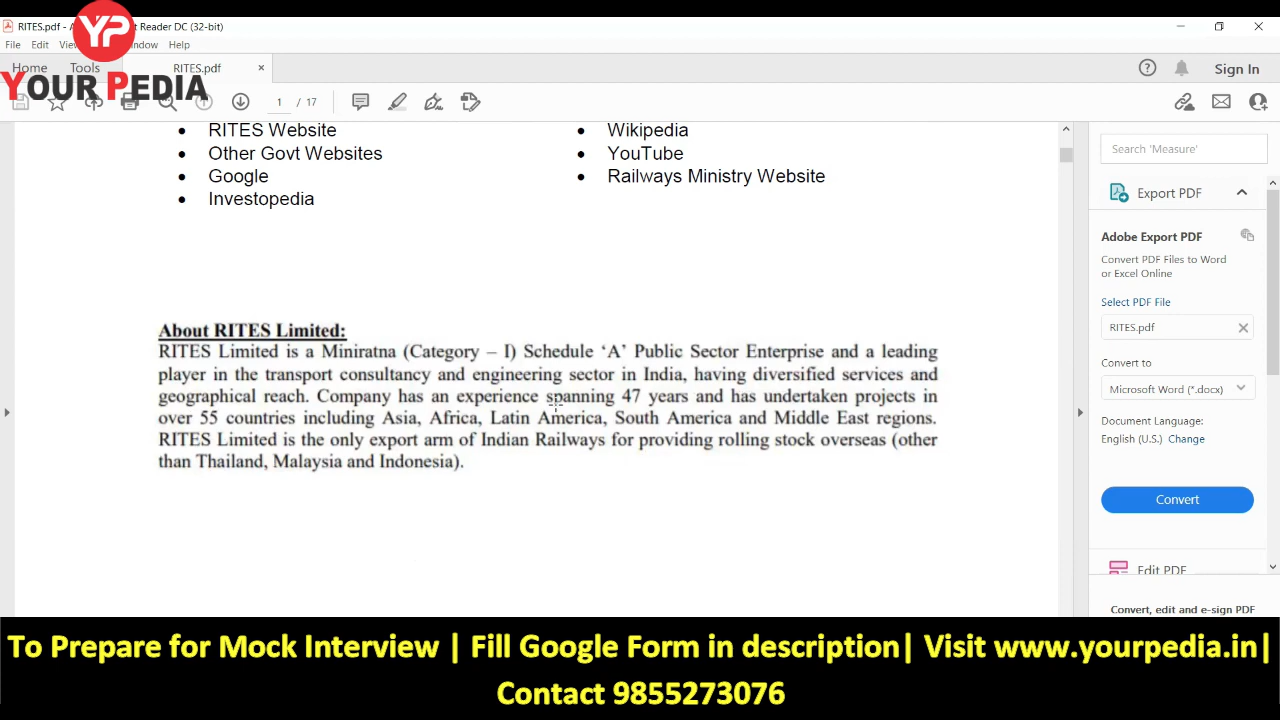 RITES.pdf - A
t Reader DC (32-bit)
YP
File Edit Vie
indow Help
Home Tools RITES.pdf ×
YOUR PEDIA
Sign In
1 / 17
• RITES Website
• Other Govt Websites
• Google
• Investopedia
• Wikipedia
• YouTube
• Railways Ministry Website
About RITES Limited:
RITES Limited is a Miniratna (Category – I) Schedule ‘A’ Public Sector Enterprise and a leading
player in the transport consultancy and engineering sector in India, having diversified services and
geographical reach. Company has an experience spanning 47 years and has undertaken projects in
over 55 countries including Asia, Africa, Latin America, South America and Middle East regions.
RITES Limited is the only export arm of Indian Railways for providing rolling stock overseas (other
than Thailand, Malaysia and Indonesia).
Search 'Measure'
Export PDF
Adobe Export PDF
Convert PDF Files to Word
or Excel Online
Select PDF File
RITES.pdf
Convert to
Microsoft Word (*.docx)
Document Language:
English (U.S.) Change
Convert
Edit PDF
Convert, edit and e-sign PDF
To Prepare for Mock Interview | Fill Google Form in description| Visit www.yourpedia.in|
Contact 9855273076